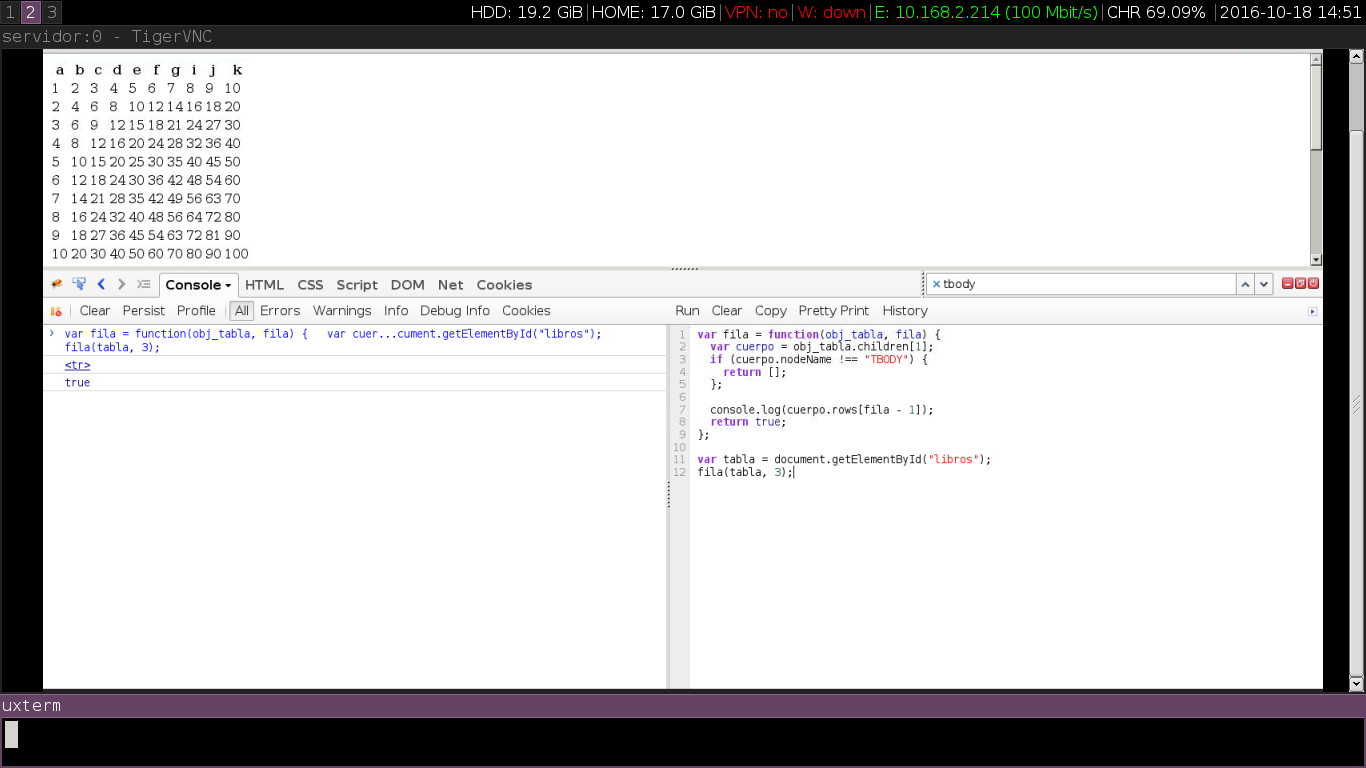 1 2 3 HDD: 19.2 GiB|HOME: 17.0 GiB|VPN: no|W: down|E: 10.168.2.214 (100 Mbit/s)|CHR 69.09% |2016-10-18 14:51
servidor:0 - TigerVNC
a b c d e f g i j k
1 2 3 4 5 6 7 8 9 10
2 4 6 8 10 12 14 16 18 20
3 6 9 12 15 18 21 24 27 30
4 8 12 16 20 24 28 32 36 40
5 10 15 20 25 30 35 40 45 50
6 12 18 24 30 36 42 48 54 60
7 14 21 28 35 42 49 56 63 70
8 16 24 32 40 48 56 64 72 80
9 18 27 36 45 54 63 72 81 90
10 20 30 40 50 60 70 80 90 100
Console HTML CSS Script DOM Net Cookies tbody
Clear Persist Profile All Errors Warnings Info Debug Info Cookies
Run Clear Copy Pretty Print History
var fila = function(obj_tabla, fila) {   var cuer...cument.getElementById("libros");
fila(tabla, 3);
<tr>
true
1 var fila = function(obj_tabla, fila) {
2   var cuerpo = obj_tabla.children[1];
3   if (cuerpo.nodeName !== "TBODY") {
4     return [];
5   };
6
7   console.log(cuerpo.rows[fila - 1]);
8   return true;
9 };
10
11 var tabla = document.getElementById("libros");
12 fila(tabla, 3);
uxterm